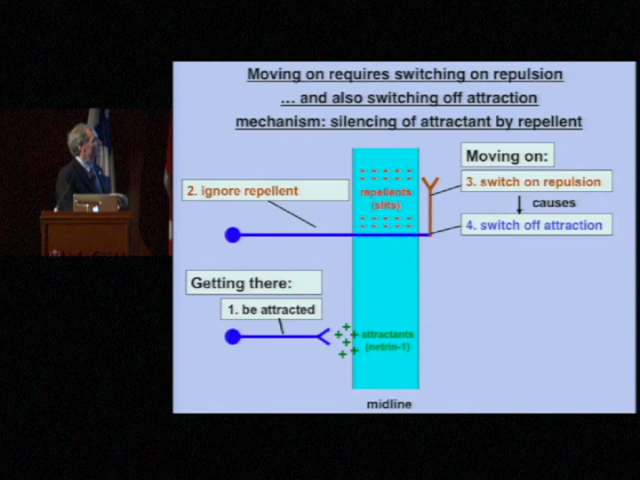 Moving on requires switching on repulsion
... and also switching off attraction
mechanism: silencing of attractant by repellent
Moving on:
2. ignore repellent
repellents
(slits)
3. switch on repulsion
causes
4. switch off attraction
Getting there:
1. be attracted
attractants
(netrin-1)
midline